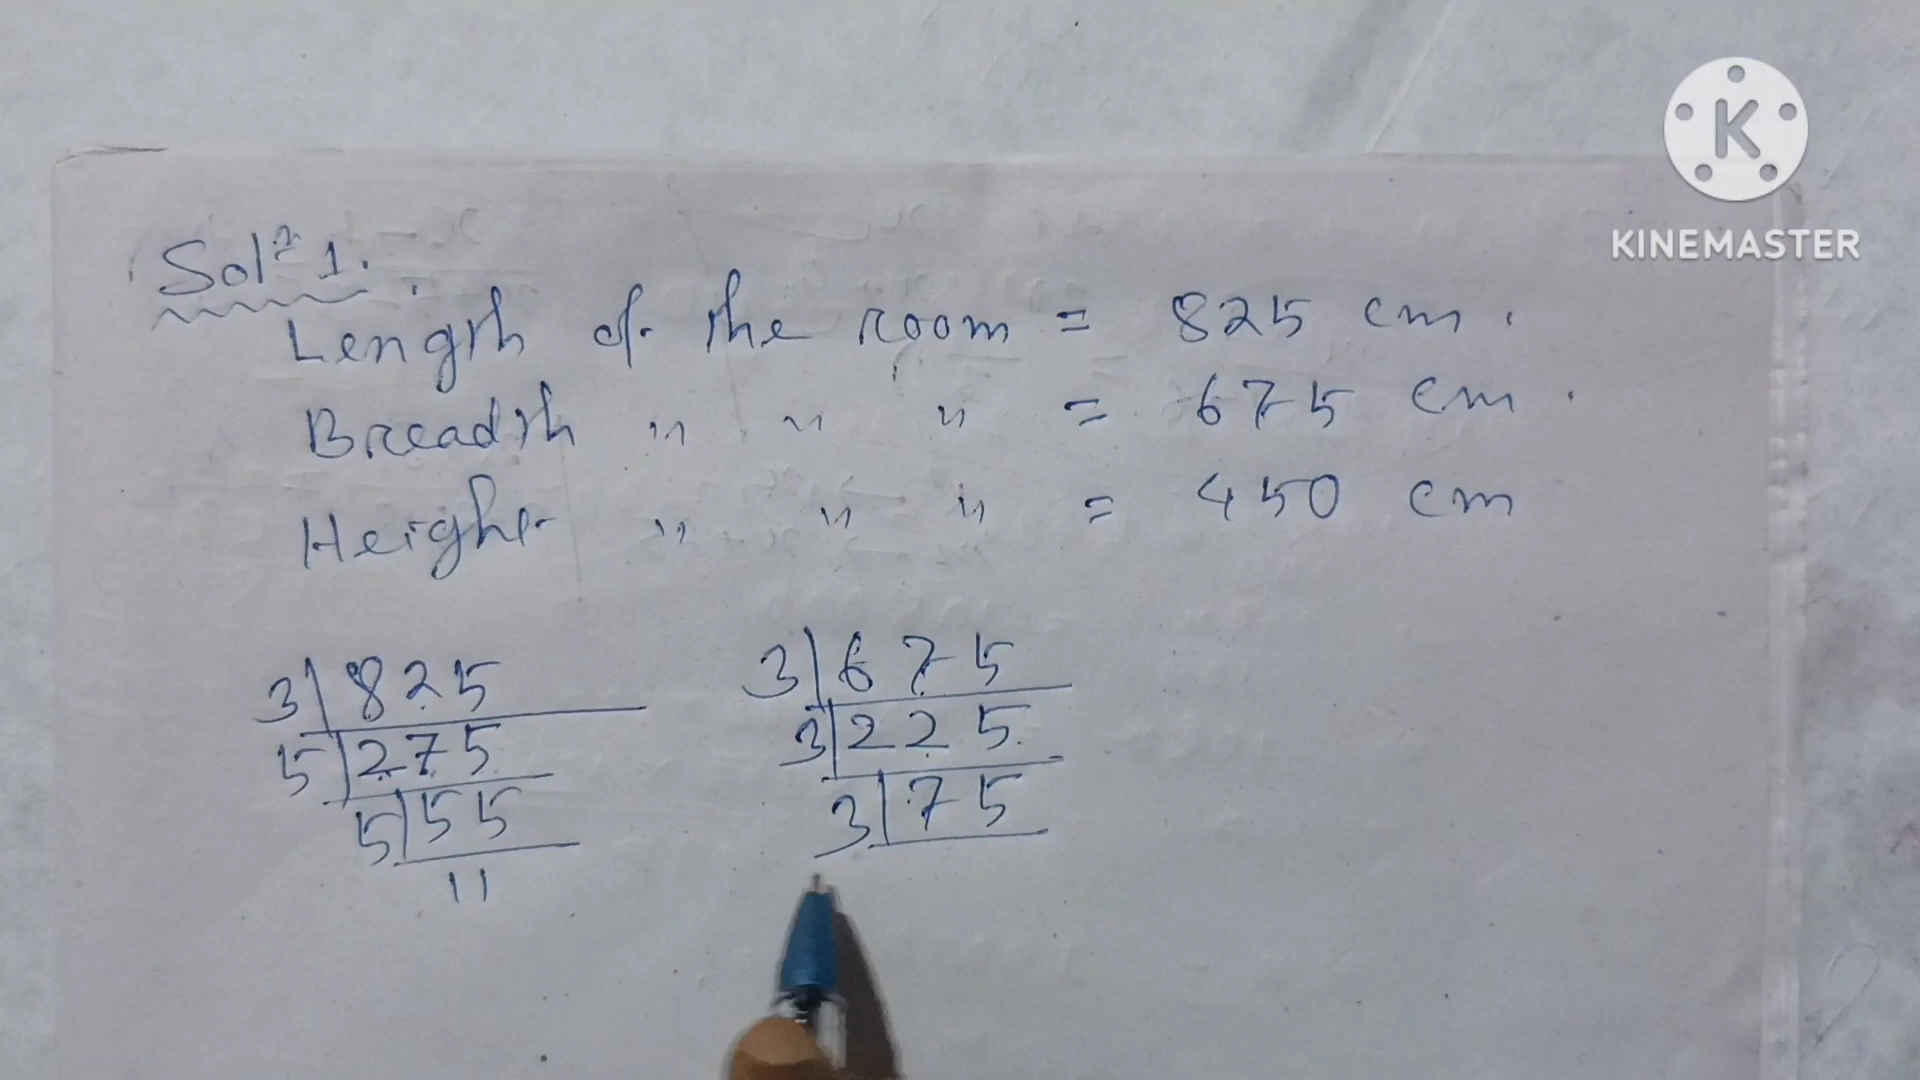 Solⁿ 1.
Length of the room = 825 cm.
Breadth " " " = 675 cm.
Height " " " = 450 cm
3 | 825
5 | 275
5 | 55
11
3 | 675
3 | 225
3 | 75
K
KINEMASTER